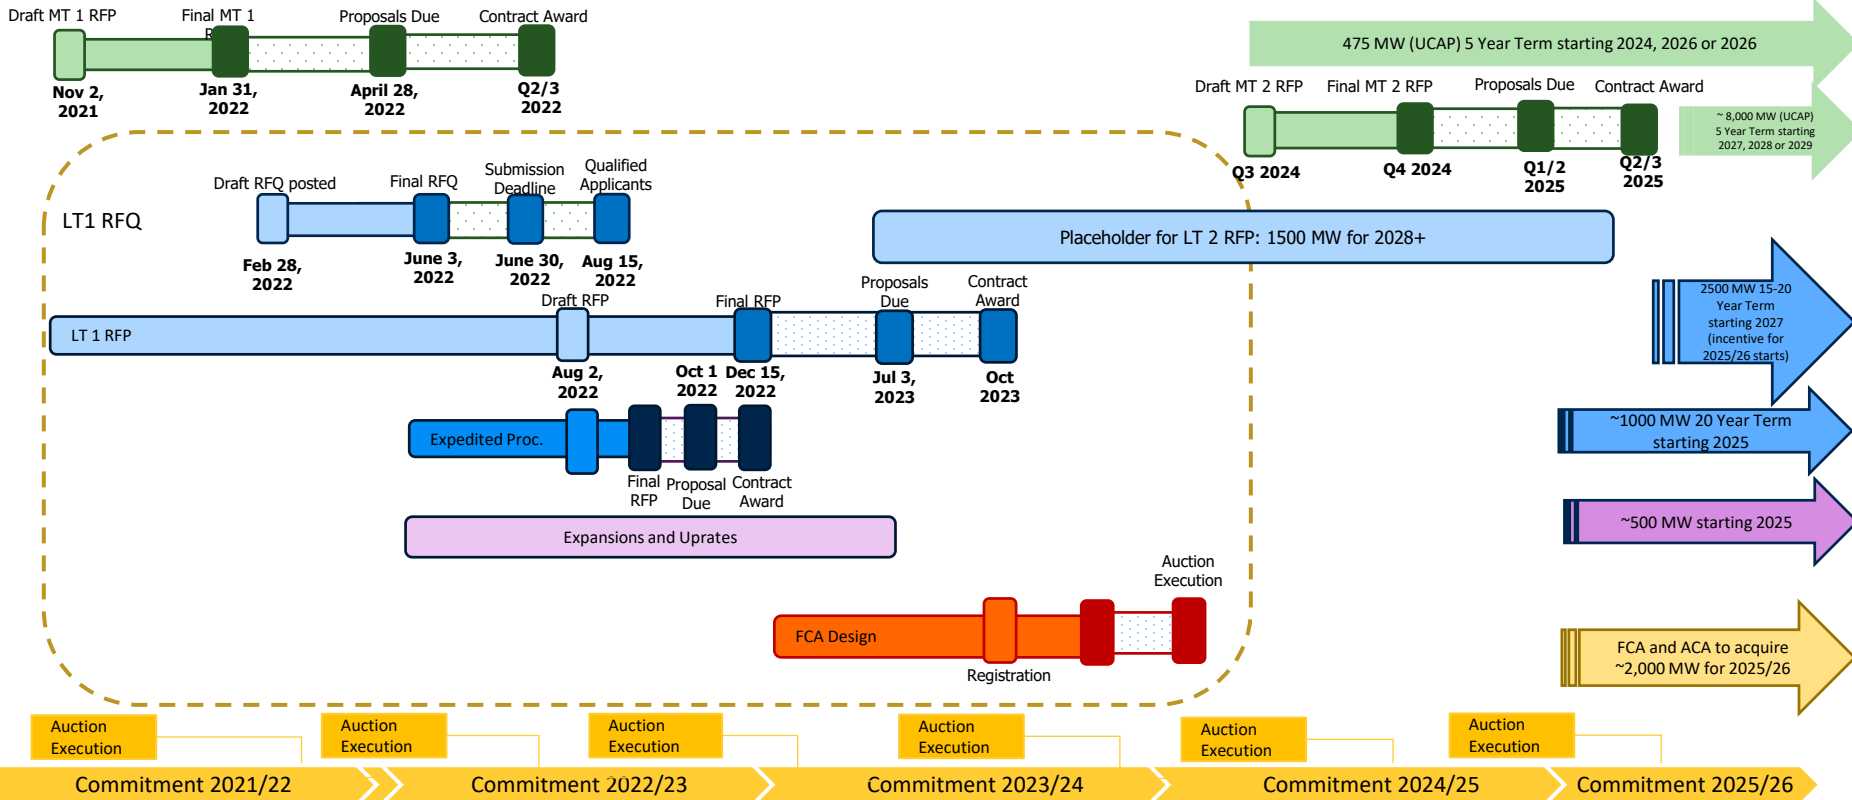 Draft MT 1 RFP
Final MT 1
Proposals Due
Contract Award
Nov 2,
2021
Jan 31,
2022
April 28,
2022
Q2/3
2022
475 MW (UCAP) 5 Year Term starting 2024, 2026 or 2026
Draft MT 2 RFP
Final MT 2 RFP
Proposals Due
Contract Award
Q3 2024
Q4 2024
Q1/2
2025
Q2/3
2025
~ 8,000 MW (UCAP)
5 Year Term starting
2027, 2028 or 2029
LT1 RFQ
Draft RFQ posted
Final RFQ
Submission
Deadline
Qualified
Applicants
Feb 28,
2022
June 3,
2022
June 30,
2022
Aug 15,
2022
Placeholder for LT 2 RFP: 1500 MW for 2028+
LT 1 RFP
Draft RFP
Final RFP
Proposals
Due
Contract
Award
Aug 2,
2022
Oct 1
2022
Dec 15,
2022
Jul 3,
2023
Oct
2023
2500 MW 15-20
Year Term
starting 2027
(incentive for
2025/26 starts)
Expedited Proc.
Final
RFP
Proposal
Due
Contract
Award
~1000 MW 20 Year Term
starting 2025
Expansions and Uprates
~500 MW starting 2025
FCA Design
Registration
Auction
Execution
FCA and ACA to acquire
~2,000 MW for 2025/26
Auction
Execution
Auction
Execution
Auction
Execution
Auction
Execution
Auction
Execution
Auction
Execution
Commitment 2021/22
Commitment 2022/23
Commitment 2023/24
Commitment 2024/25
Commitment 2025/26